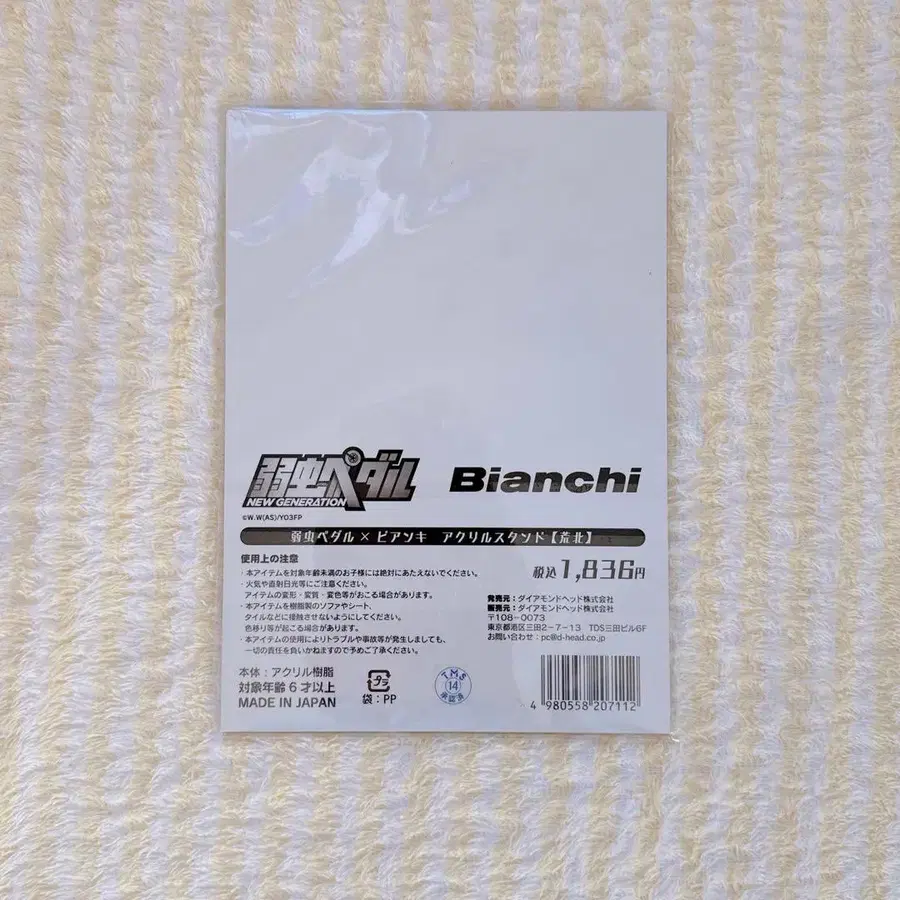 弱虫ペダル
NEW GENERATION
Bianchi
©W.W(AS)/YO3FP
弱虫ペダル×ビアンキ アクリルスタンド【荒北】
税込1,836円
使用上の注意
・本アイテムを対象年齢未満のお子様には絶対にあたえないでください。
・火気や直射日光等にご注意ください。
アイテムの変形・変質・変色等がおこる場合があります。
・本アイテムを樹脂製のソファやシート、
タイルなどに接触させないようにしてください。
色移り等が起こる場合があります。
・本アイテムの使用によりトラブルや事故等が発生しましても、
一切の責任を負いかねますので予めご了承ください。
発売元：ダイアモンドヘッド株式会社
販売元：ダイアモンドヘッド株式会社
〒108-0073
東京都港区三田2-7-13 TDS三田ビル6F
お問い合わせ：pc@d-head.co.jp
本体：アクリル樹脂
対象年齢6才以上
MADE IN JAPAN
プラ
袋：PP
TMS
14
承認済
4 980558 207112